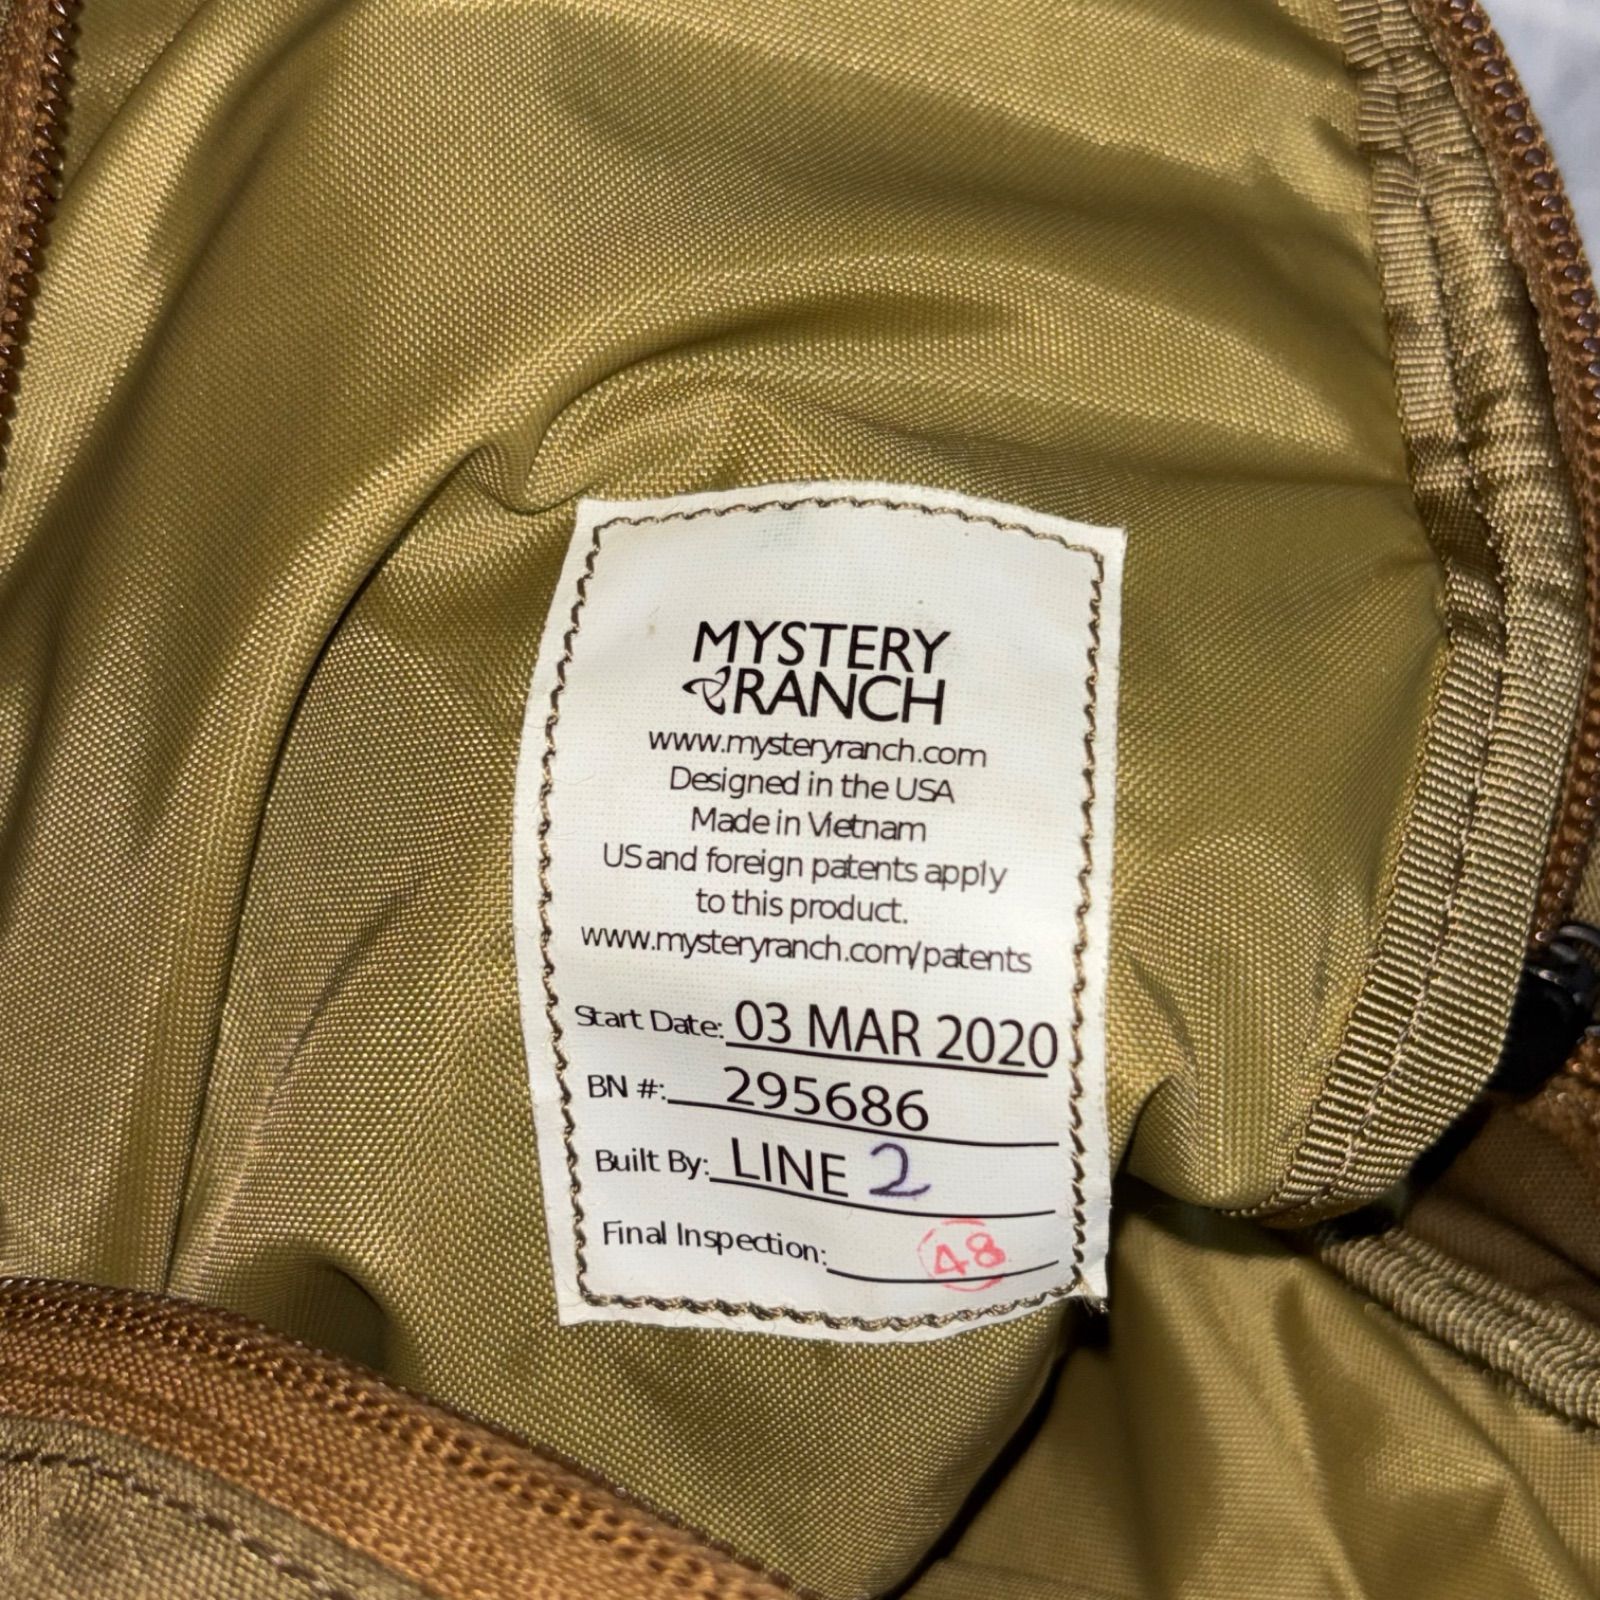 MYSTERY
RANCH
www.mysteryranch.com
Designed in the USA
Made in Vietnam
US and foreign patents apply
to this product.
www.mysteryranch.com/patents
Start Date: 03 MAR 2020
BN #: 295686
Built By: LINE 2
Final Inspection: 48